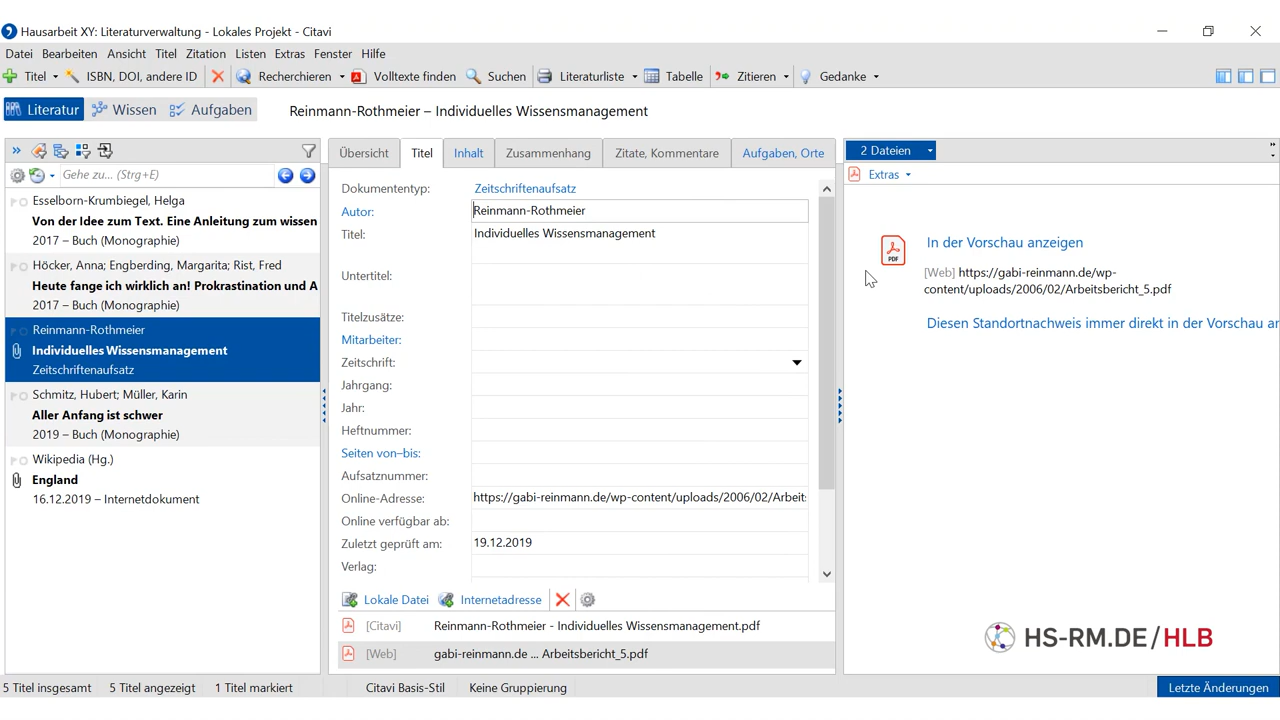 Hausarbeit XY: Literaturverwaltung - Lokales Projekt - Citavi
Datei Bearbeiten Ansicht Titel Zitation Listen Extras Fenster Hilfe
Titel ISBN, DOI, andere ID Recherchieren Volltexte finden Suchen Literaturliste Tabelle Zitieren Gedanke
Literatur Wissen Aufgaben
Reinmann-Rothmeier – Individuelles Wissensmanagement
Gehe zu... (Strg+E)
Esselborn-Krumbiegel, Helga
Von der Idee zum Text. Eine Anleitung zum wissen
2017 – Buch (Monographie)
Höcker, Anna; Engberding, Margarita; Rist, Fred
Heute fange ich wirklich an! Prokrastination und A
2017 – Buch (Monographie)
Reinmann-Rothmeier
Individuelles Wissensmanagement
Zeitschriftenaufsatz
Schmitz, Hubert; Müller, Karin
Aller Anfang ist schwer
2019 – Buch (Monographie)
Wikipedia (Hg.)
England
16.12.2019 – Internetdokument
Übersicht Titel Inhalt Zusammenhang Zitate, Kommentare Aufgaben, Orte
Dokumententyp: Zeitschriftenaufsatz
Autor: Reinmann-Rothmeier
Titel: Individuelles Wissensmanagement
Untertitel:
Titelzusätze:
Mitarbeiter:
Zeitschrift:
Jahrgang:
Jahr:
Heftnummer:
Seiten von–bis:
Aufsatznummer:
Online-Adresse: https://gabi-reinmann.de/wp-content/uploads/2006/02/Arbeits
Online verfügbar ab:
Zuletzt geprüft am: 19.12.2019
Verlag:
Lokale Datei Internetadresse
[Citavi] Reinmann-Rothmeier - Individuelles Wissensmanagement.pdf
[Web] gabi-reinmann.de ... Arbeitsbericht_5.pdf
2 Dateien
Extras
PDF
In der Vorschau anzeigen
[Web] https://gabi-reinmann.de/wp-
content/uploads/2006/02/Arbeitsbericht_5.pdf
Diesen Standortnachweis immer direkt in der Vorschau an
HS-RM.DE/HLB
5 Titel insgesamt 5 Titel angezeigt 1 Titel markiert Citavi Basis-Stil Keine Gruppierung Letzte Änderungen